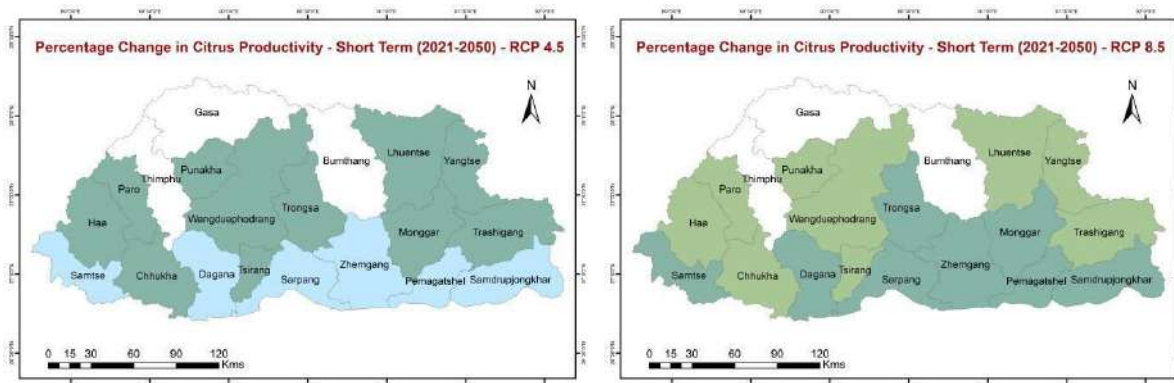 Percentage Change in Citrus Productivity - Short Term (2021-2050) - RCP 4.5
N
Gasa
Bumthang
Lhuentse
Punakha
Yangtse
Paro
Thimphu
Trongsa
Wangduephodrang
Haa
Monggar
Trashigang
Zhemgang
Samtse
Chhukha
Dagana
Tsirang
Sarpang
Pemagatshel
Samdrupjongkhar
0 15 30 60 90 120
Kms
Percentage Change in Citrus Productivity - Short Term (2021-2050) - RCP 8.5
N
Gasa
Bumthang
Lhuentse
Punakha
Yangtse
Paro
Thimphu
Trongsa
Wangduephodrang
Haa
Monggar
Trashigang
Zhemgang
Samtse
Chhukha
Dagana
Tsirang
Sarpang
Pemagatshel
Samdrupjongkhar
0 15 30 60 90 120
Kms